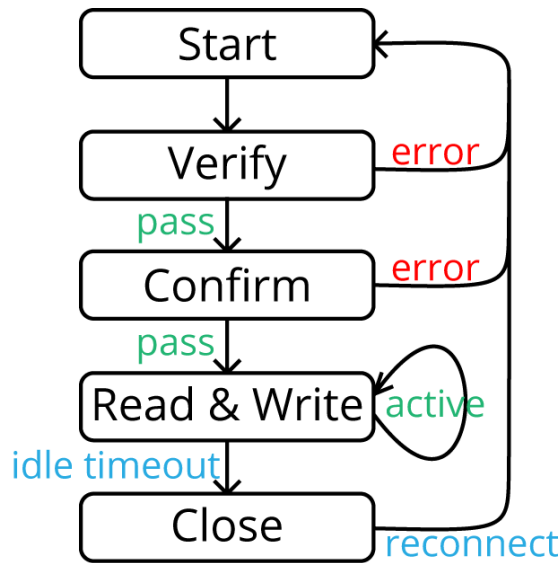 Start
Verify
error
pass
Confirm
error
pass
Read & Write
active
idle timeout
Close
reconnect